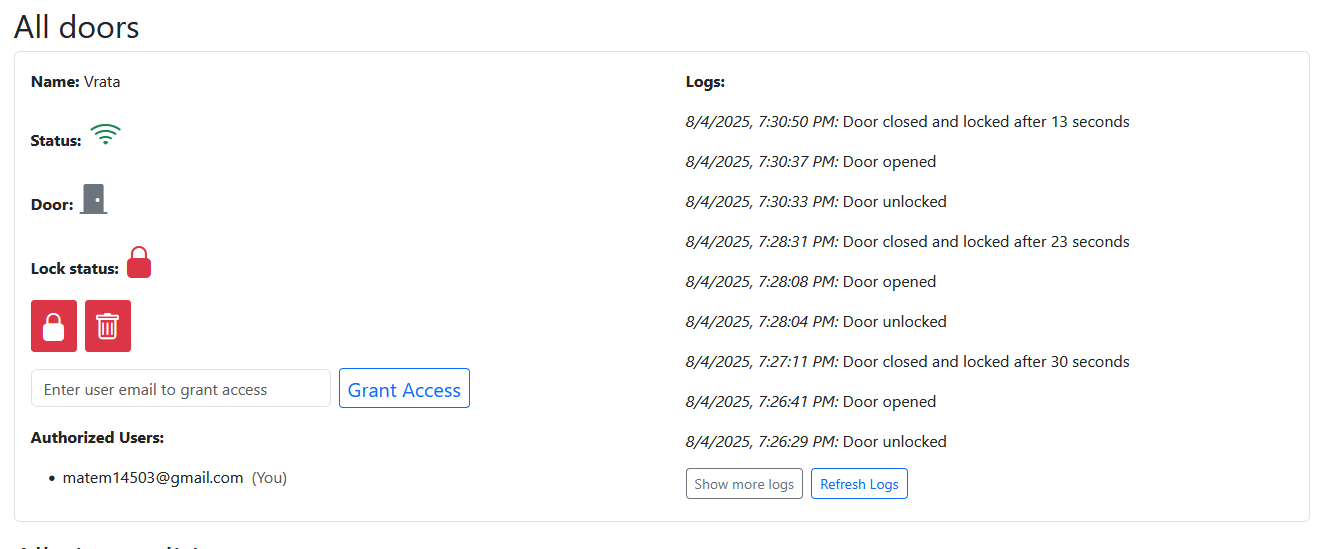 All doors
Name: Vrata
Status:
Door:
Lock status:
Enter user email to grant access
Grant Access
Authorized Users:
• matem14503@gmail.com (You)
Logs:
8/4/2025, 7:30:50 PM: Door closed and locked after 13 seconds
8/4/2025, 7:30:37 PM: Door opened
8/4/2025, 7:30:33 PM: Door unlocked
8/4/2025, 7:28:31 PM: Door closed and locked after 23 seconds
8/4/2025, 7:28:08 PM: Door opened
8/4/2025, 7:28:04 PM: Door unlocked
8/4/2025, 7:27:11 PM: Door closed and locked after 30 seconds
8/4/2025, 7:26:41 PM: Door opened
8/4/2025, 7:26:29 PM: Door unlocked
Show more logs
Refresh Logs